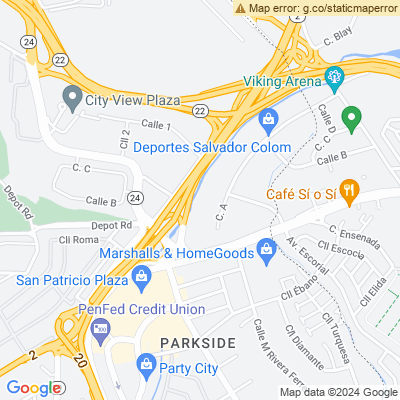 Map error: g.co/staticmaperror
C. Blay
24
22
22
Viking Arena
City View Plaza
22
Calle 1
Calle D
Cll 2
Deportes Salvador Colom
Calle B
C. C
C. C
Café Sí o Sí
Calle B
24
Depot Rd
C. A
Depot Rd
Cll Roma
C. Ensenada
Marshalls & HomeGoods
Av. Escorial
Cll Escocia
San Patricio Plaza
Cll Elida
Cll Ébano
PenFed Credit Union
Cll Turquesa
PARKSIDE
Calle M Rivera Ferrer
Cll Diamante
2
20
Party City
Google
Map data ©2024 Google